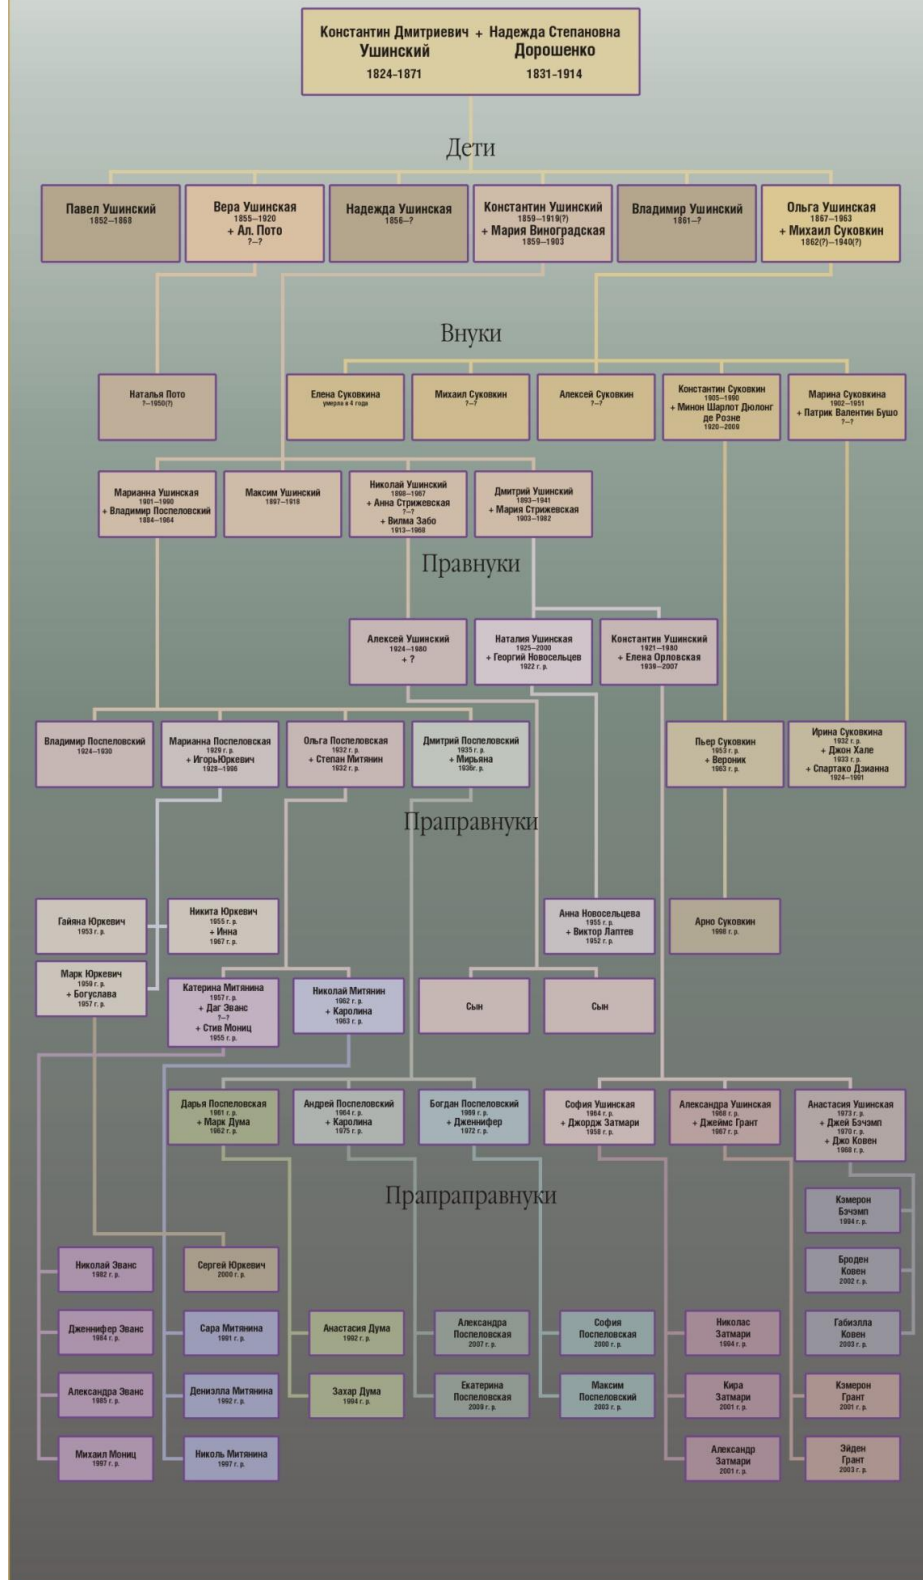 Константин Дмитриевич + Надежда Степановна
Ушинский Дорошенко
1824–1871 1831–1914
Дети
Павел Ушинский
1852–1868
Вера Ушинская
1855–1920
+ Ал. Пото
?–?
Надежда Ушинская
1856–?
Константин Ушинский
1859–1919(?)
+ Мария Виноградская
1859–1903
Владимир Ушинский
1861–?
Ольга Ушинская
1867–1963
+ Михаил Суковкин
1862(?)–1940(?)
Внуки
Наталья Пото
?–1950(?)
Елена Суковкина
умерла в 4 года
Михаил Суковкин
?–?
Алексей Суковкин
?–?
Константин Суковкин
1905–1990
+ Минон Шарлот Дюлонг
де Розне
1920–2009
Марина Суковкина
1902–1951
+ Патрик Валентин Бушо
?–?
Марианна Ушинская
1901–1990
+ Владимир Поспеловский
1884–1964
Максим Ушинский
1897–1918
Николай Ушинский
1898–1967
+ Анна Стрижевская
?–?
+ Вилма Забо
1913–1968
Дмитрий Ушинский
1893–1941
+ Мария Стрижевская
1903–1982
Правнуки
Алексей Ушинский
1924–1980
+ ?
Наталия Ушинская
1925–2000
+ Георгий Новосельцев
1922 г. р.
Константин Ушинский
1921–1980
+ Елена Орловская
1939–2007
Владимир Поспеловский
1924–1930
Марианна Поспеловская
1929 г. р.
+ ИгорьЮркевич
1929–1996
Ольга Поспеловская
1932 г. р.
+ Степан Митянин
1932 г. р.
Дмитрий Поспеловский
1935 г. р.
+ Мирьяна
1936г. р.
Пьер Суковкин
1953 г. р.
+ Вероник
1963 г. р.
Ирина Суковкина
1932 г. р.
+ Джон Хале
1933 г. р.
+ Спартако Дзианна
1924–1991
Праправнуки
Гайяна Юркевич
1953 г. р.
Никита Юркевич
1955 г. р.
+ Инна
1967 г. р.
Анна Новосельцева
1955 г. р.
+ Виктор Лаптев
1952 г. р.
Арно Суковкин
1998 г. р.
Марк Юркевич
1959 г. р.
+ Богуслава
1957 г. р.
Катерина Митянина
1957 г. р.
+ Даг Эванс
?–?
+ Стив Мониц
1955 г. р.
Николай Митянин
1962 г. р.
+ Каролина
1963 г. р.
Сын
Сын
Дарья Поспеловская
1961 г. р.
+ Марк Дума
1962 г. р.
Андрей Поспеловский
1964 г. р.
+ Каролина
1975 г. р.
Богдан Поспеловский
1969 г. р.
+ Дженнифер
1972 г. р.
София Ушинская
1964 г. р.
+ Джордж Затмари
1958 г. р.
Александра Ушинская
1968 г. р.
+ Джеймс Грант
1967 г. р.
Анастасия Ушинская
1973 г. р.
+ Джей Бэчэмп
1970 г. р.
+ Джо Ковен
1968 г. р.
Прапраправнуки
Кэмерон
Бэчэмп
1994 г. р.
Николай Эванс
1982 г. р.
Сергей Юркевич
2000 г. р.
Броден
Ковен
2002 г. р.
Дженнифер Эванс
1984 г. р.
Сара Митянина
1991 г. р.
Анастасия Дума
1992 г. р.
Александра
Поспеловская
2007 г. р.
София
Поспеловская
2000 г. р.
Николас
Затмари
1994 г. р.
Габиэлла
Ковен
2003 г. р.
Александра Эванс
1985 г. р.
Дениэлла Митянина
1992 г. р.
Захар Дума
1994 г. р.
Екатерина
Поспеловская
2009 г. р.
Максим
Поспеловский
2003 г. р.
Кира
Затмари
2001 г. р.
Кэмерон
Грант
2001 г. р.
Михаил Мониц
1997 г. р.
Николь Митянина
1997 г. р.
Александр
Затмари
2001 г. р.
Эйден
Грант
2003 г. р.